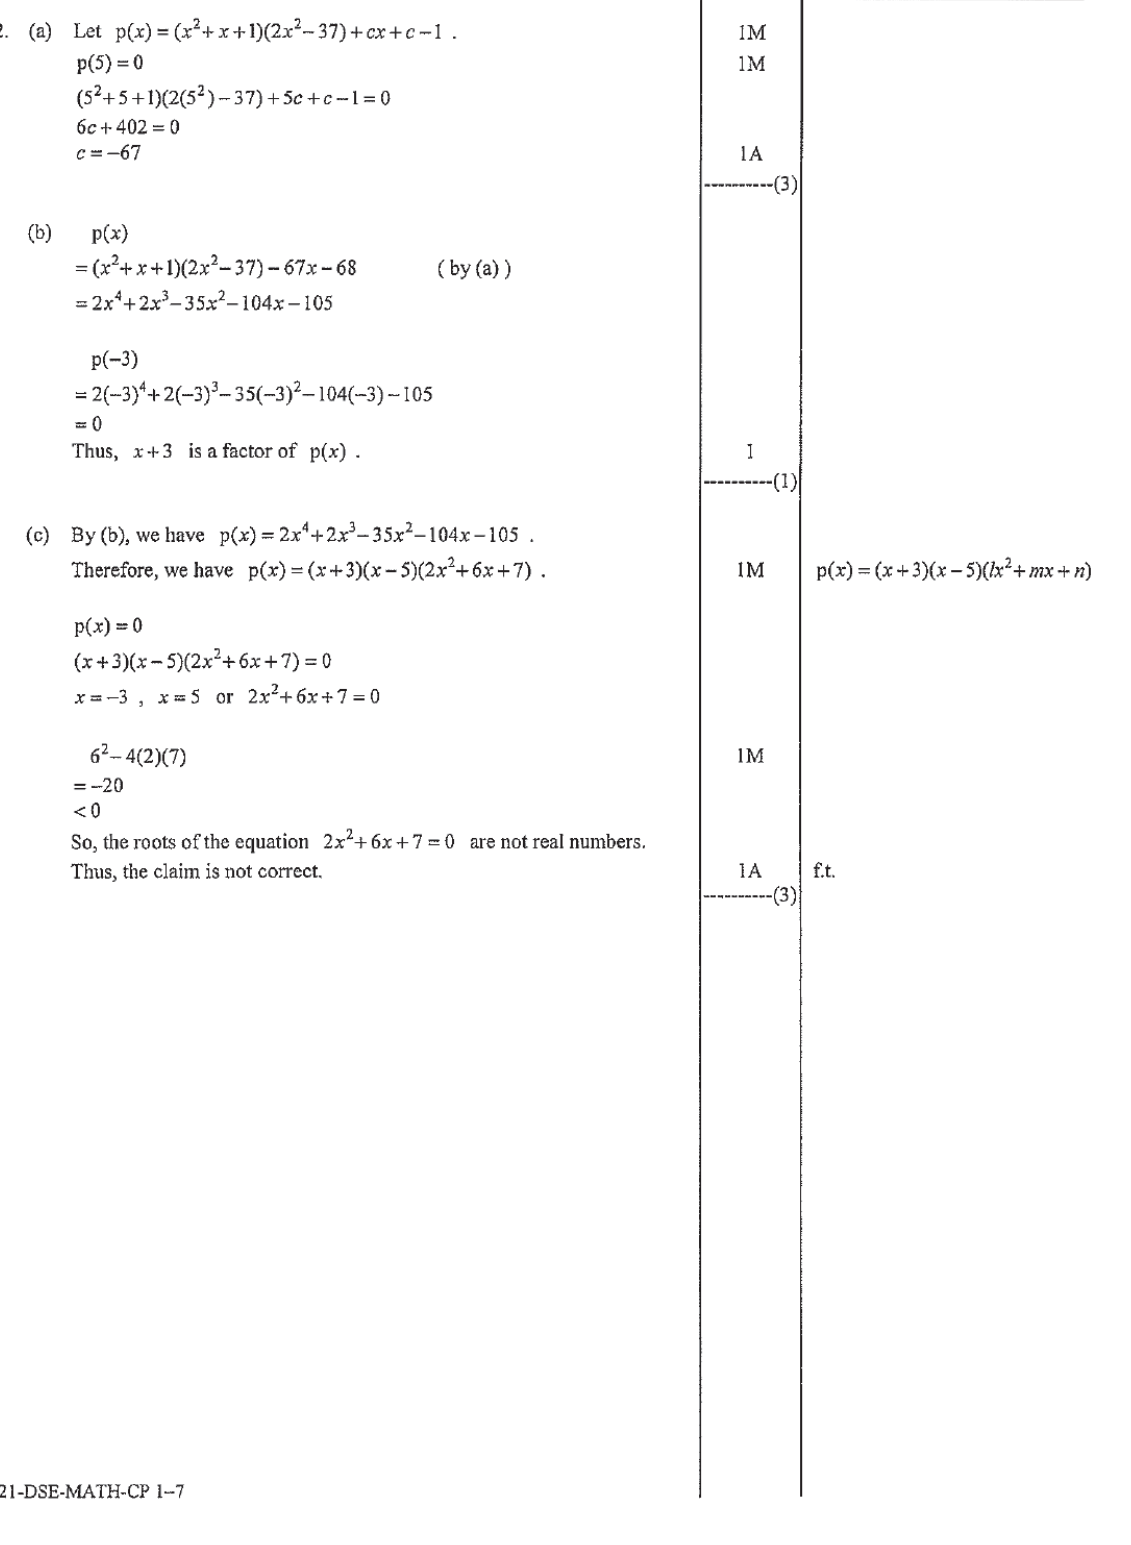 2. (a) Let p(x) = (x²+x+1)(2x²−37)+cx+c−1 . 1M
p(5) = 0 1M
(5²+5+1)(2(5²)−37)+5c+c−1=0
6c+402 = 0
c = −67 1A
----------(3)
(b) p(x)
= (x²+x+1)(2x²−37)−67x−68 ( by (a) )
= 2x⁴+2x³−35x²−104x−105
p(−3)
= 2(−3)⁴+2(−3)³−35(−3)²−104(−3)−105
= 0
Thus, x+3 is a factor of p(x) . 1
----------(1)
(c) By (b), we have p(x) = 2x⁴+2x³−35x²−104x−105 .
Therefore, we have p(x) = (x+3)(x−5)(2x²+6x+7) . 1M p(x) = (x+3)(x−5)(lx²+mx+n)
p(x) = 0
(x+3)(x−5)(2x²+6x+7) = 0
x = −3 , x = 5 or 2x²+6x+7 = 0
6²−4(2)(7) 1M
= −20
< 0
So, the roots of the equation 2x²+6x+7 = 0 are not real numbers.
Thus, the claim is not correct. 1A f.t.
----------(3)
21-DSE-MATH-CP 1–7